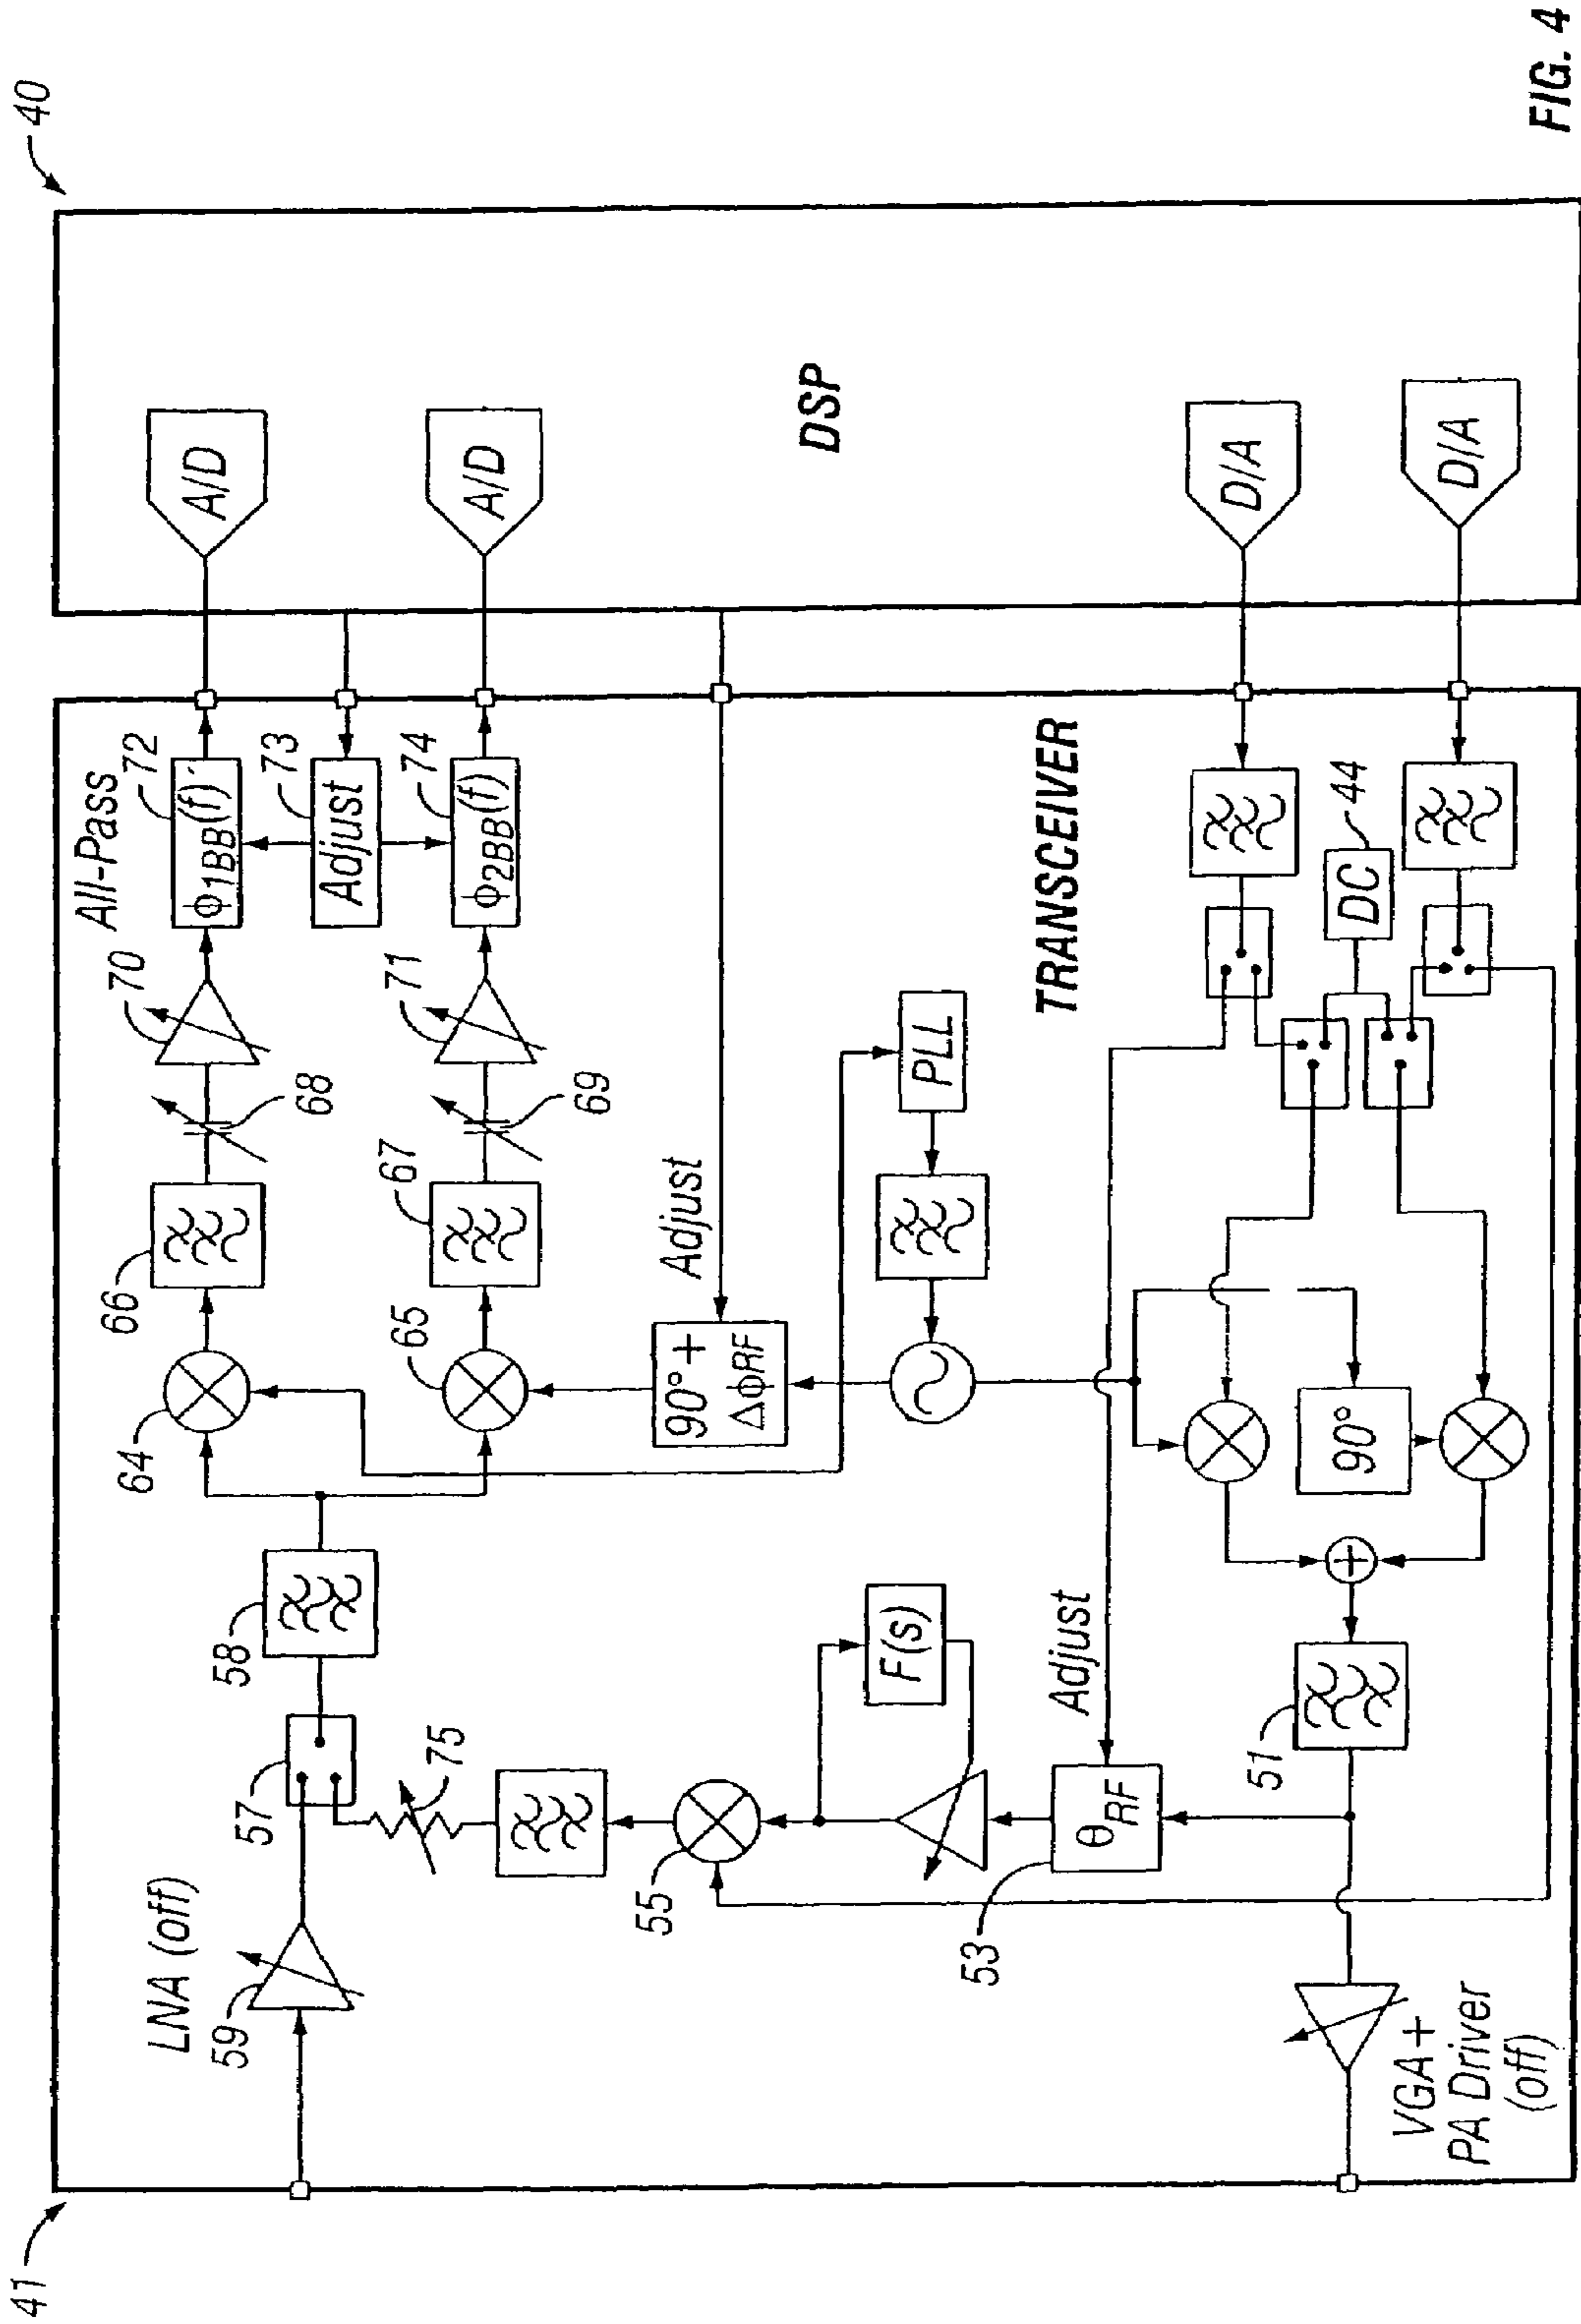 40
41
LNA (off)
59
57
58
75
64
66
68
70
All-Pass
72
ϕ1BB(f)
A/D
73
Adjust
65
67
69
71
74
ϕ2BB(f)
A/D
90°+
ΔϕRF
Adjust
PLL
DSP
55
F(s)
53
θRF
Adjust
TRANSCEIVER
D/A
DC
44
D/A
90°
+
51
VGA+
PA Driver
(off)
FIG. 4